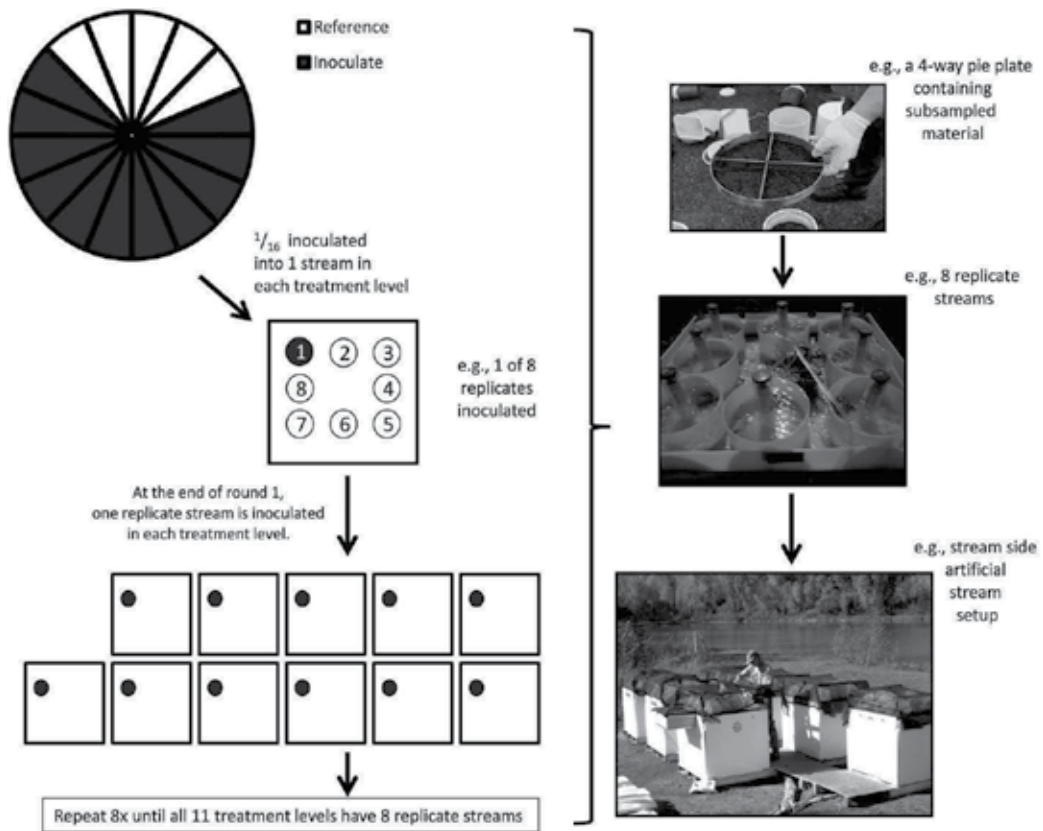 Reference
Inoculate
1/16 inoculated
into 1 stream in
each treatment level
1
2
3
8
4
7
6
5
e.g., 1 of 8
replicates
inoculated
At the end of round 1,
one replicate stream is inoculated
in each treatment level.
Repeat 8x until all 11 treatment levels have 8 replicate streams
e.g., a 4-way pie plate
containing
subsampled
material
e.g., 8 replicate
streams
e.g., stream side
artificial
stream
setup